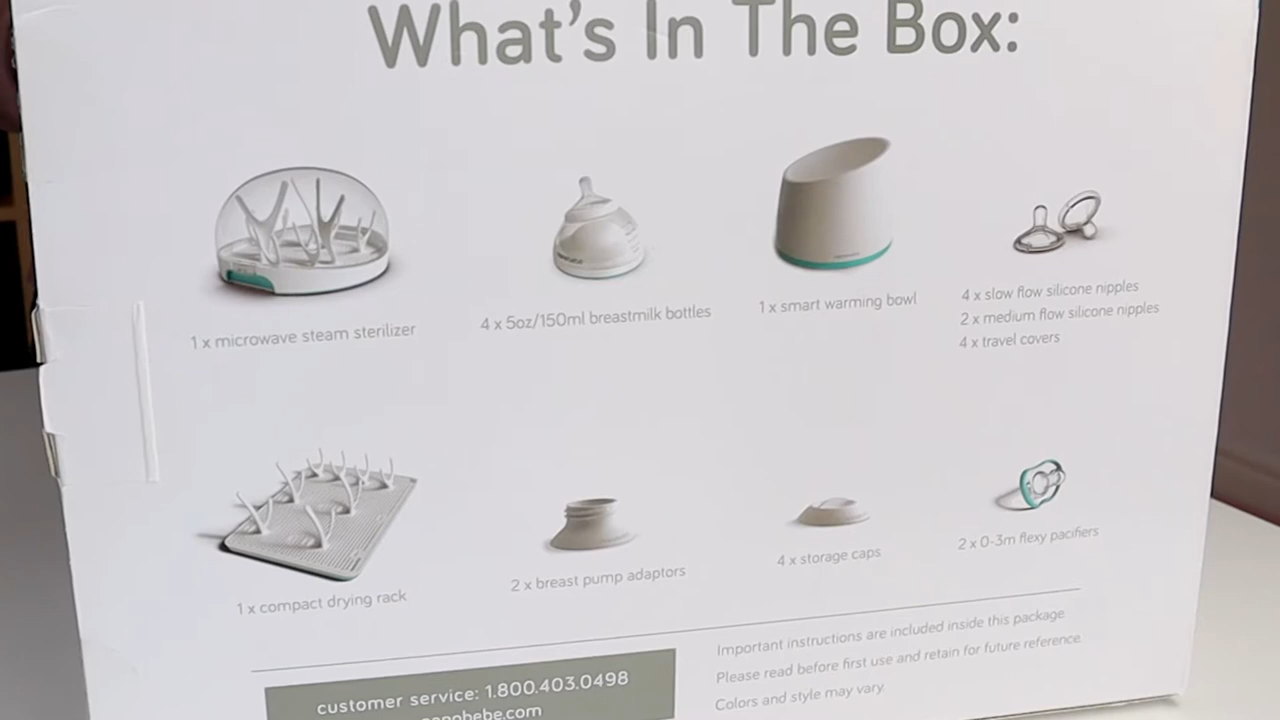 What's In The Box:
1 x microwave steam sterilizer
4 x 5oz/150ml breastmilk bottles
1 x smart warming bowl
4 x slow flow silicone nipples
2 x medium flow silicone nipples
4 x travel covers
1 x compact drying rack
2 x breast pump adaptors
4 x storage caps
2 x 0-3m flexy pacifiers
customer service: 1.800.403.0498
nanobebe.com
Important instructions are included inside this package
Please read before first use and retain for future reference.
Colors and style may vary.